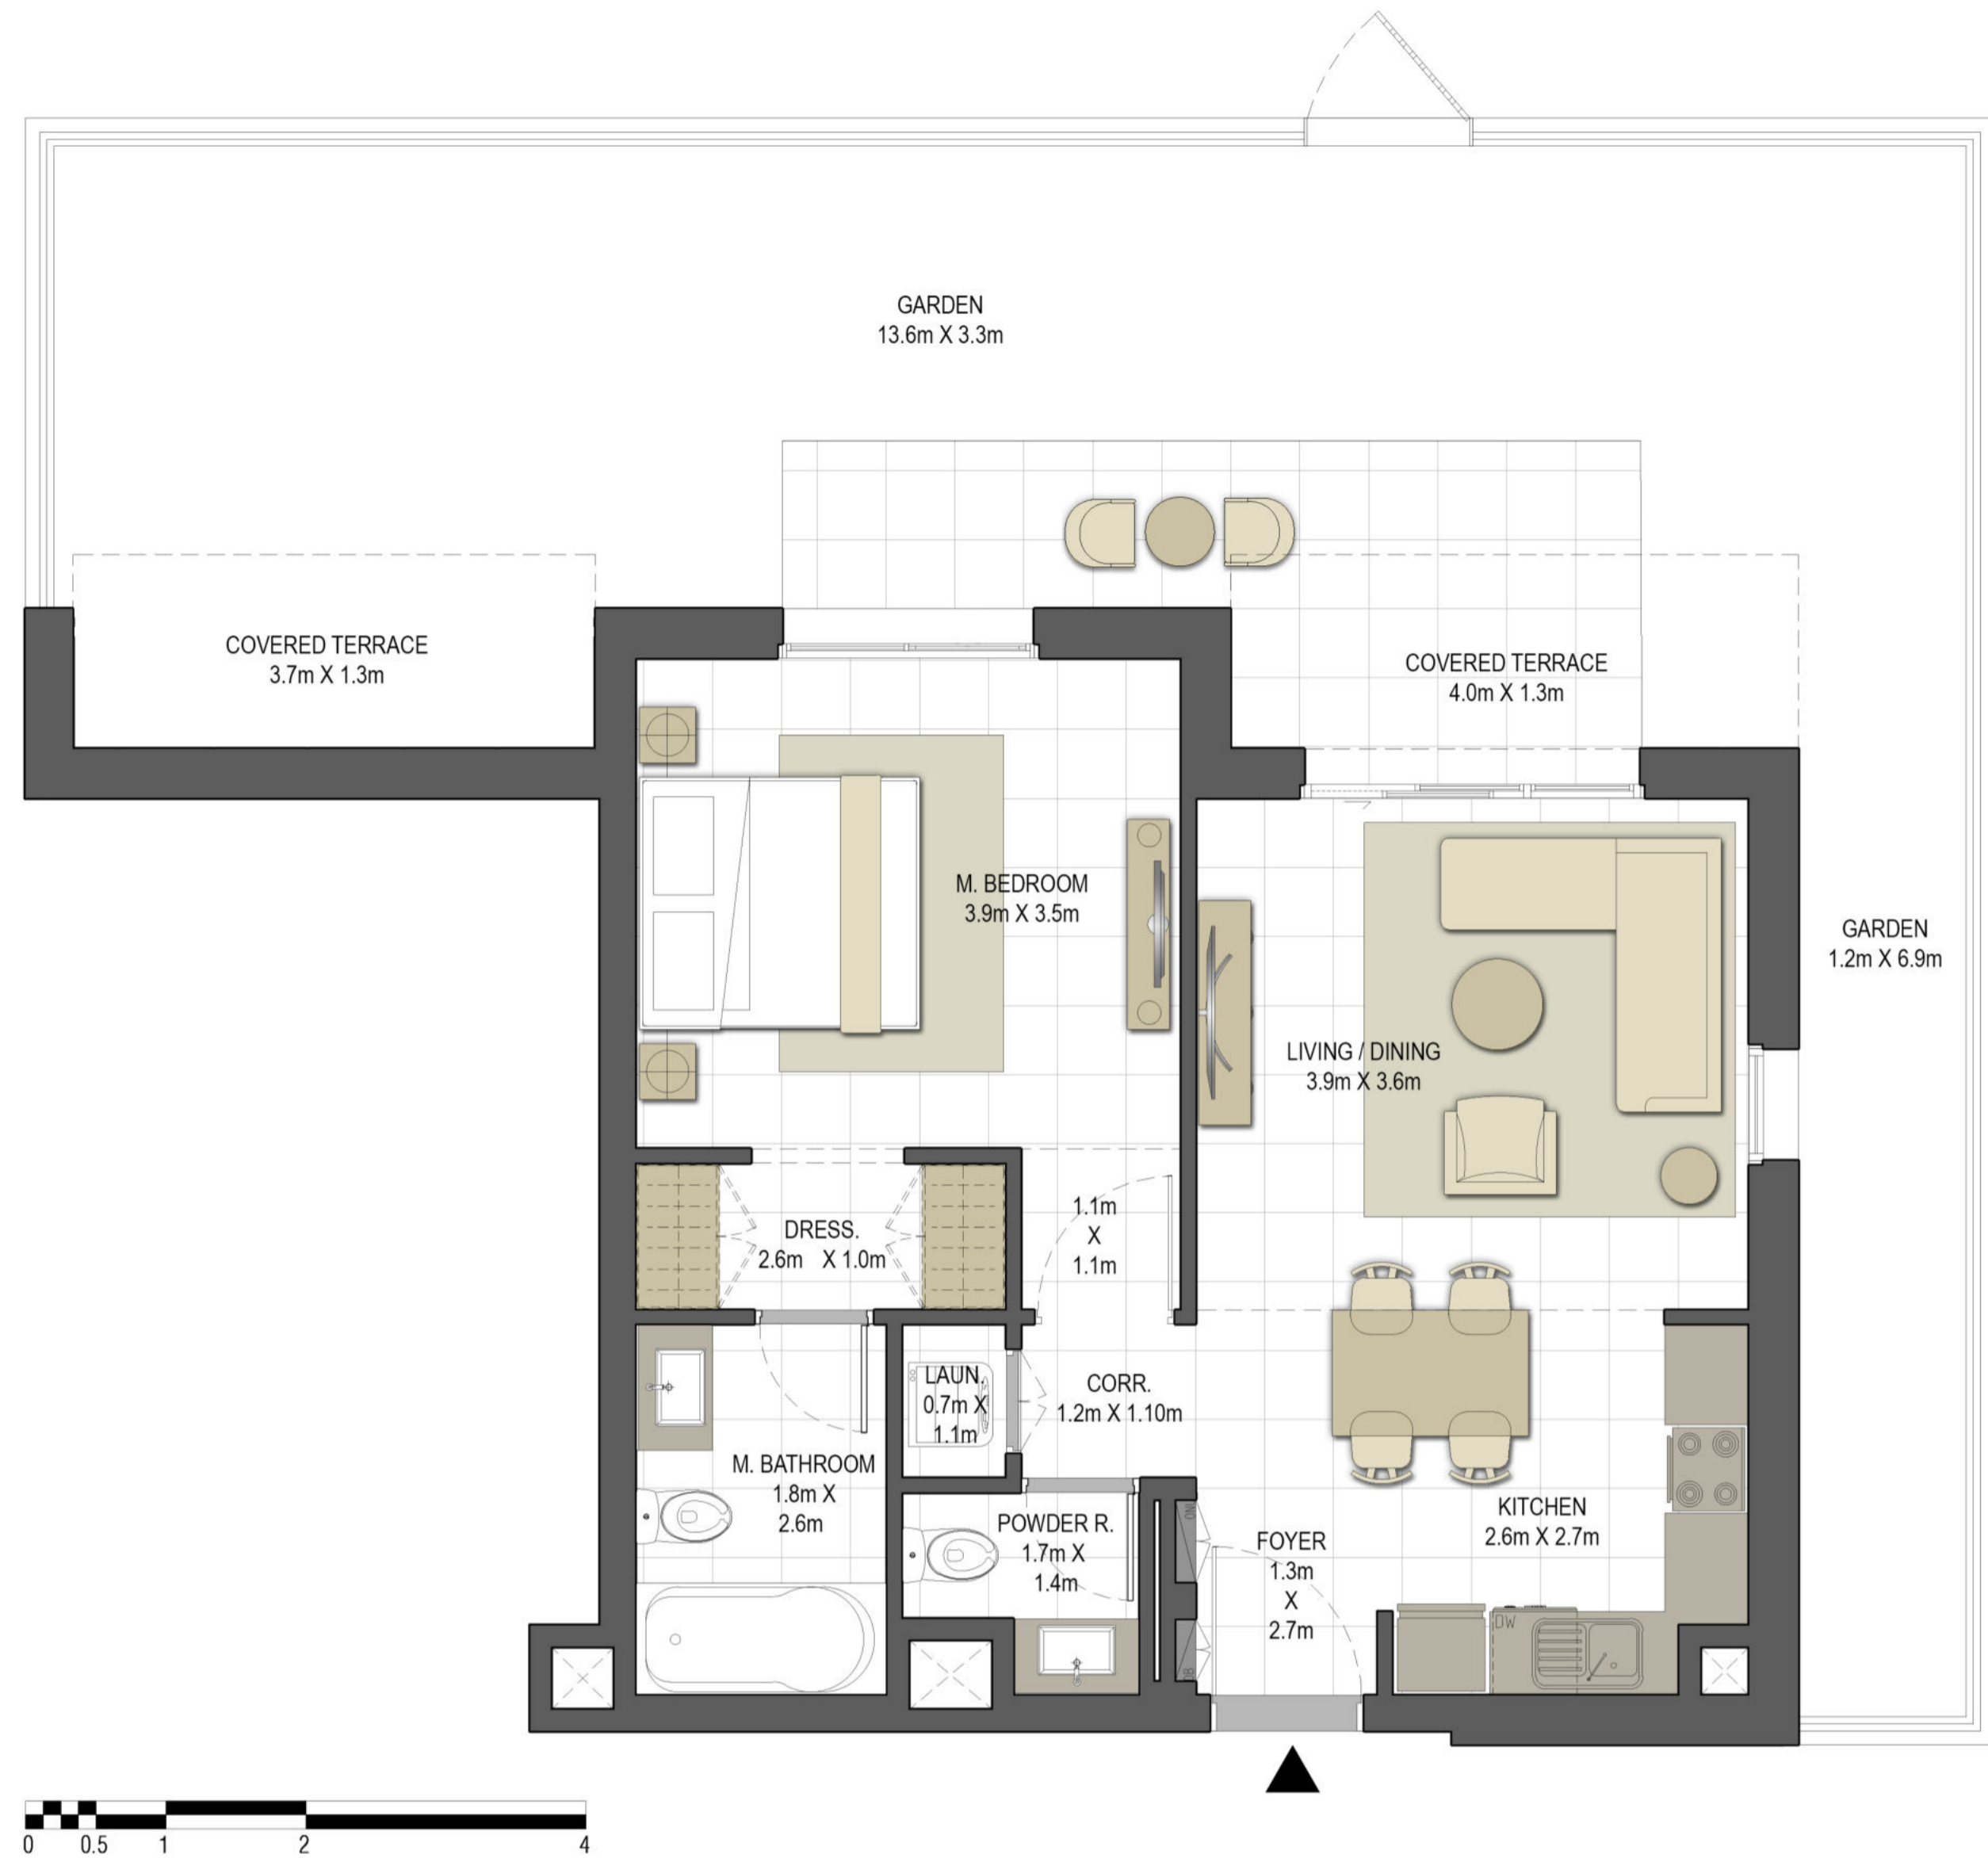 GARDEN
13.6m X 3.3m
COVERED TERRACE
3.7m X 1.3m
COVERED TERRACE
4.0m X 1.3m
M. BEDROOM
3.9m X 3.5m
GARDEN
1.2m X 6.9m
LIVING / DINING
3.9m X 3.6m
DRESS.
2.6m X 1.0m
1.1m
X
1.1m
LAUN.
0.7m X
1.1m
CORR.
1.2m X 1.10m
M. BATHROOM
1.8m X
2.6m
POWDER R.
1.7m X
1.4m
FOYER
1.3m
X
2.7m
KITCHEN
2.6m X 2.7m
DW
DB
0 0.5 1 2 4